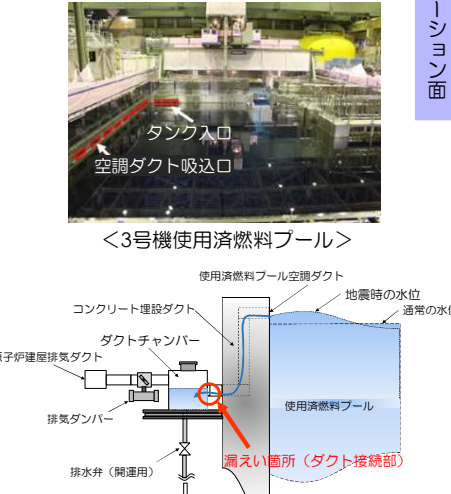 ーション面
タンク入口
空調ダクト吸込口
＜3号機使用済燃料プール＞
使用済燃料プール空調ダクト
地震時の水位
通常の水位
コンクリート埋設ダクト
ダクトチャンバー
原子炉建屋排気ダクト
排気ダンパー
使用済燃料プール
漏えい箇所（ダクト接続部）
排水弁（開運用）